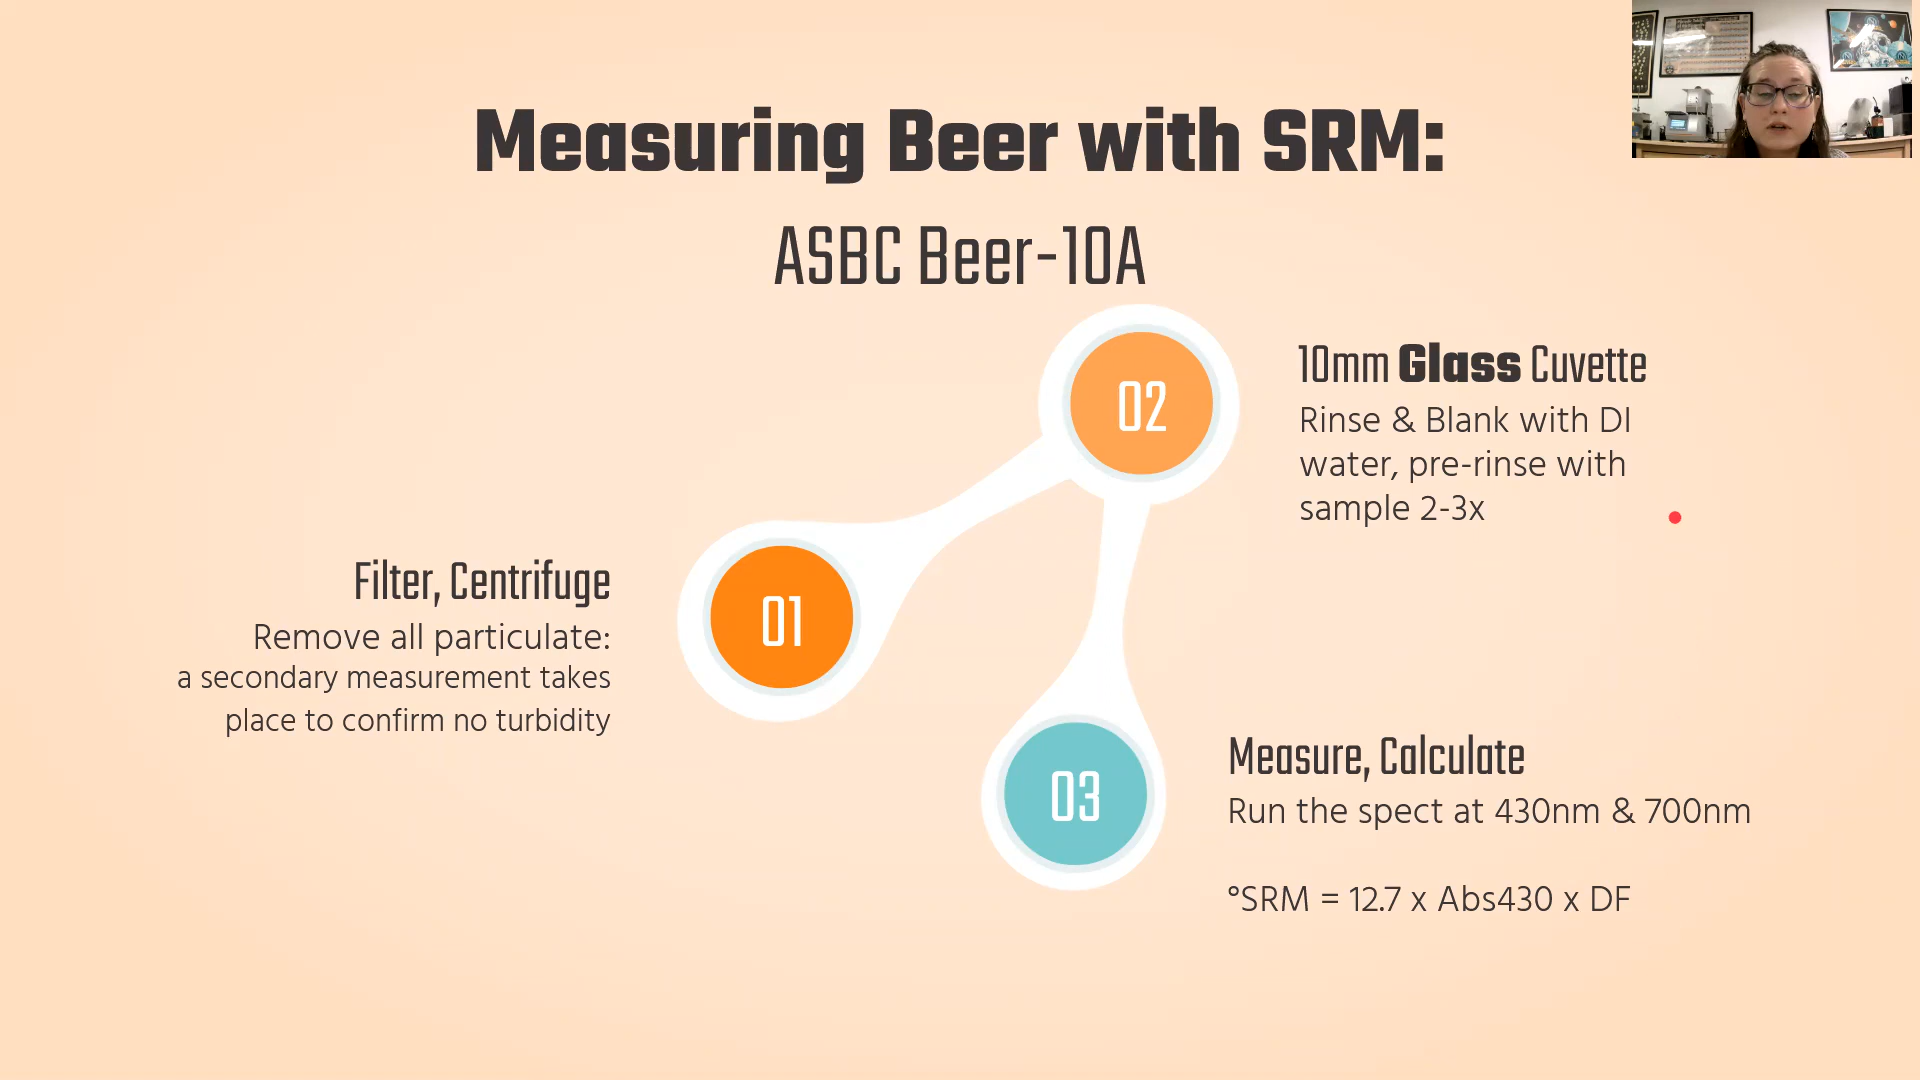 Measuring Beer with SRM:
ASBC Beer-10A
01
Filter, Centrifuge
Remove all particulate:
a secondary measurement takes
place to confirm no turbidity
02
10mm Glass Cuvette
Rinse & Blank with DI
water, pre-rinse with
sample 2-3x
03
Measure, Calculate
Run the spect at 430nm & 700nm
°SRM = 12.7 x Abs430 x DF